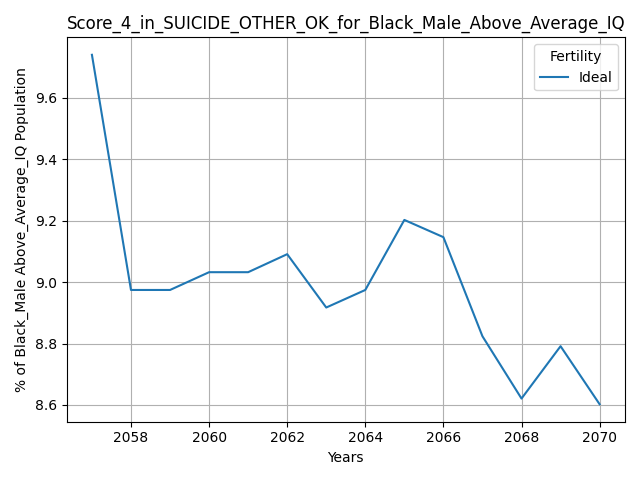 Score_4_in_SUICIDE_OTHER_OK_for_Black_Male_Above_Average_IQ
Fertility
Ideal
% of Black_Male Above_Average_IQ Population
9.6
9.4
9.2
9.0
8.8
8.6
2058 2060 2062 2064 2066 2068 2070
Years